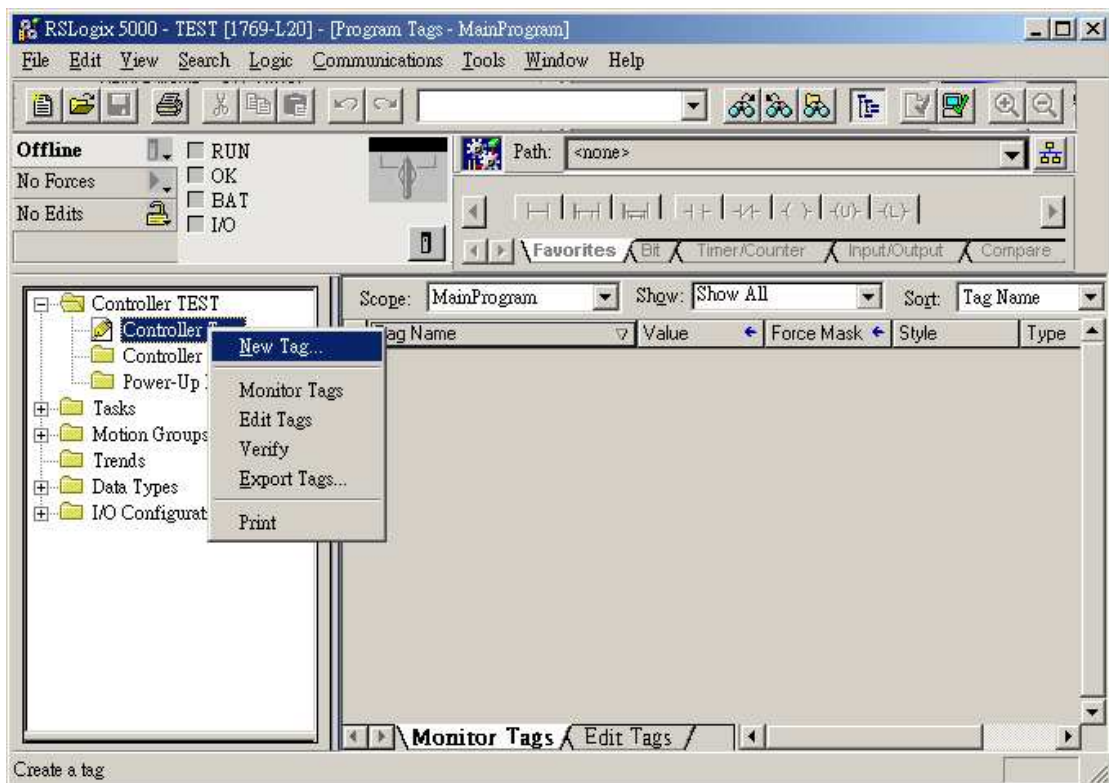 RSLogix 5000 - TEST [1769-L20] - [Program Tags - MainProgram]
File Edit View Search Logic Communications Tools Window Help
Offline
RUN
Path: <none>
No Forces
OK
No Edits
BAT
I/O
Favorites Bit Timer/Counter Input/Output Compare
Controller TEST
Controller
Controller
Power-Up
Tasks
Motion Groups
Trends
Data Types
I/O Configurat
New Tag...
Monitor Tags
Edit Tags
Verify
Export Tags...
Print
Scope: MainProgram Show: Show All Sort: Tag Name
Tag Name Value Force Mask Style Type
Monitor Tags Edit Tags
Create a tag